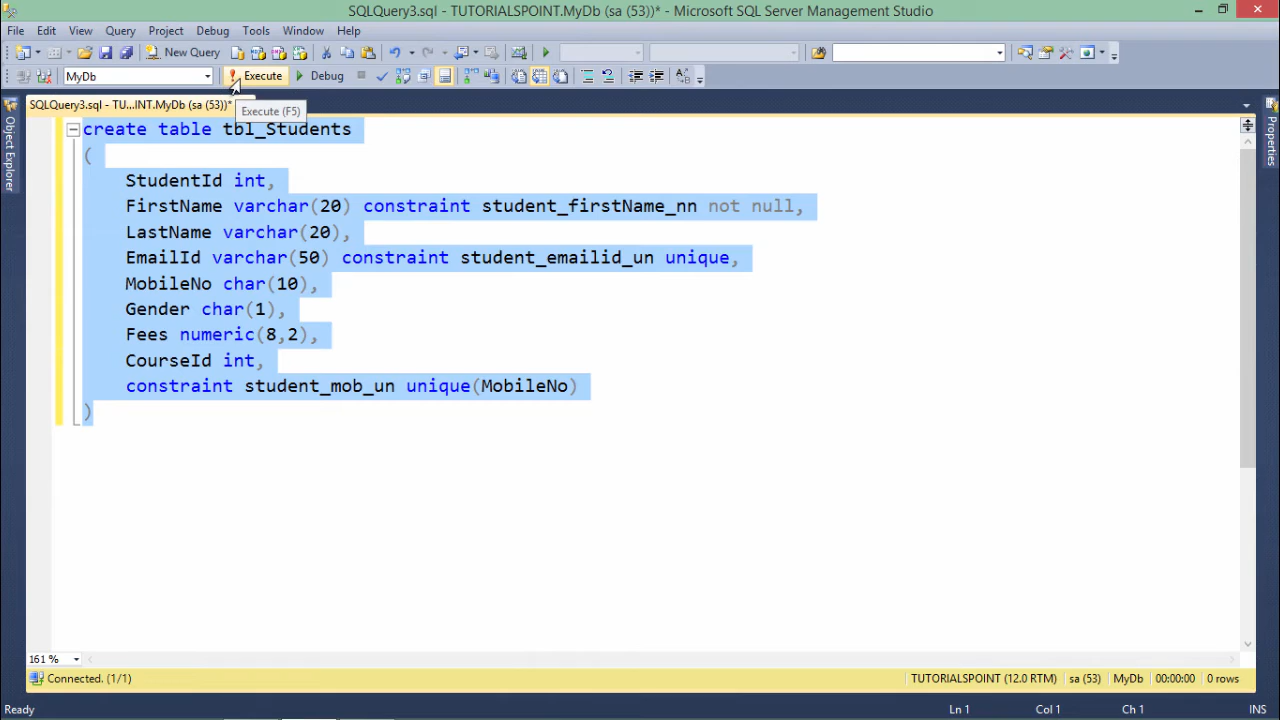 SQLQuery3.sql - TUTORIALSPOINT.MyDb (sa (53))* - Microsoft SQL Server Management Studio
File Edit View Query Project Debug Tools Window Help
New Query
MyDb Execute Debug
SQLQuery3.sql - TU...INT.MyDb (sa (53))*
Execute (F5)
Object Explorer
Properties
create table tbl_Students
(
StudentId int,
FirstName varchar(20) constraint student_firstName_nn not null,
LastName varchar(20),
EmailId varchar(50) constraint student_emailid_un unique,
MobileNo char(10),
Gender char(1),
Fees numeric(8,2),
CourseId int,
constraint student_mob_un unique(MobileNo)
)
161 %
Connected. (1/1) TUTORIALSPOINT (12.0 RTM) sa (53) MyDb 00:00:00 0 rows
Ready Ln 1 Col 1 Ch 1 INS